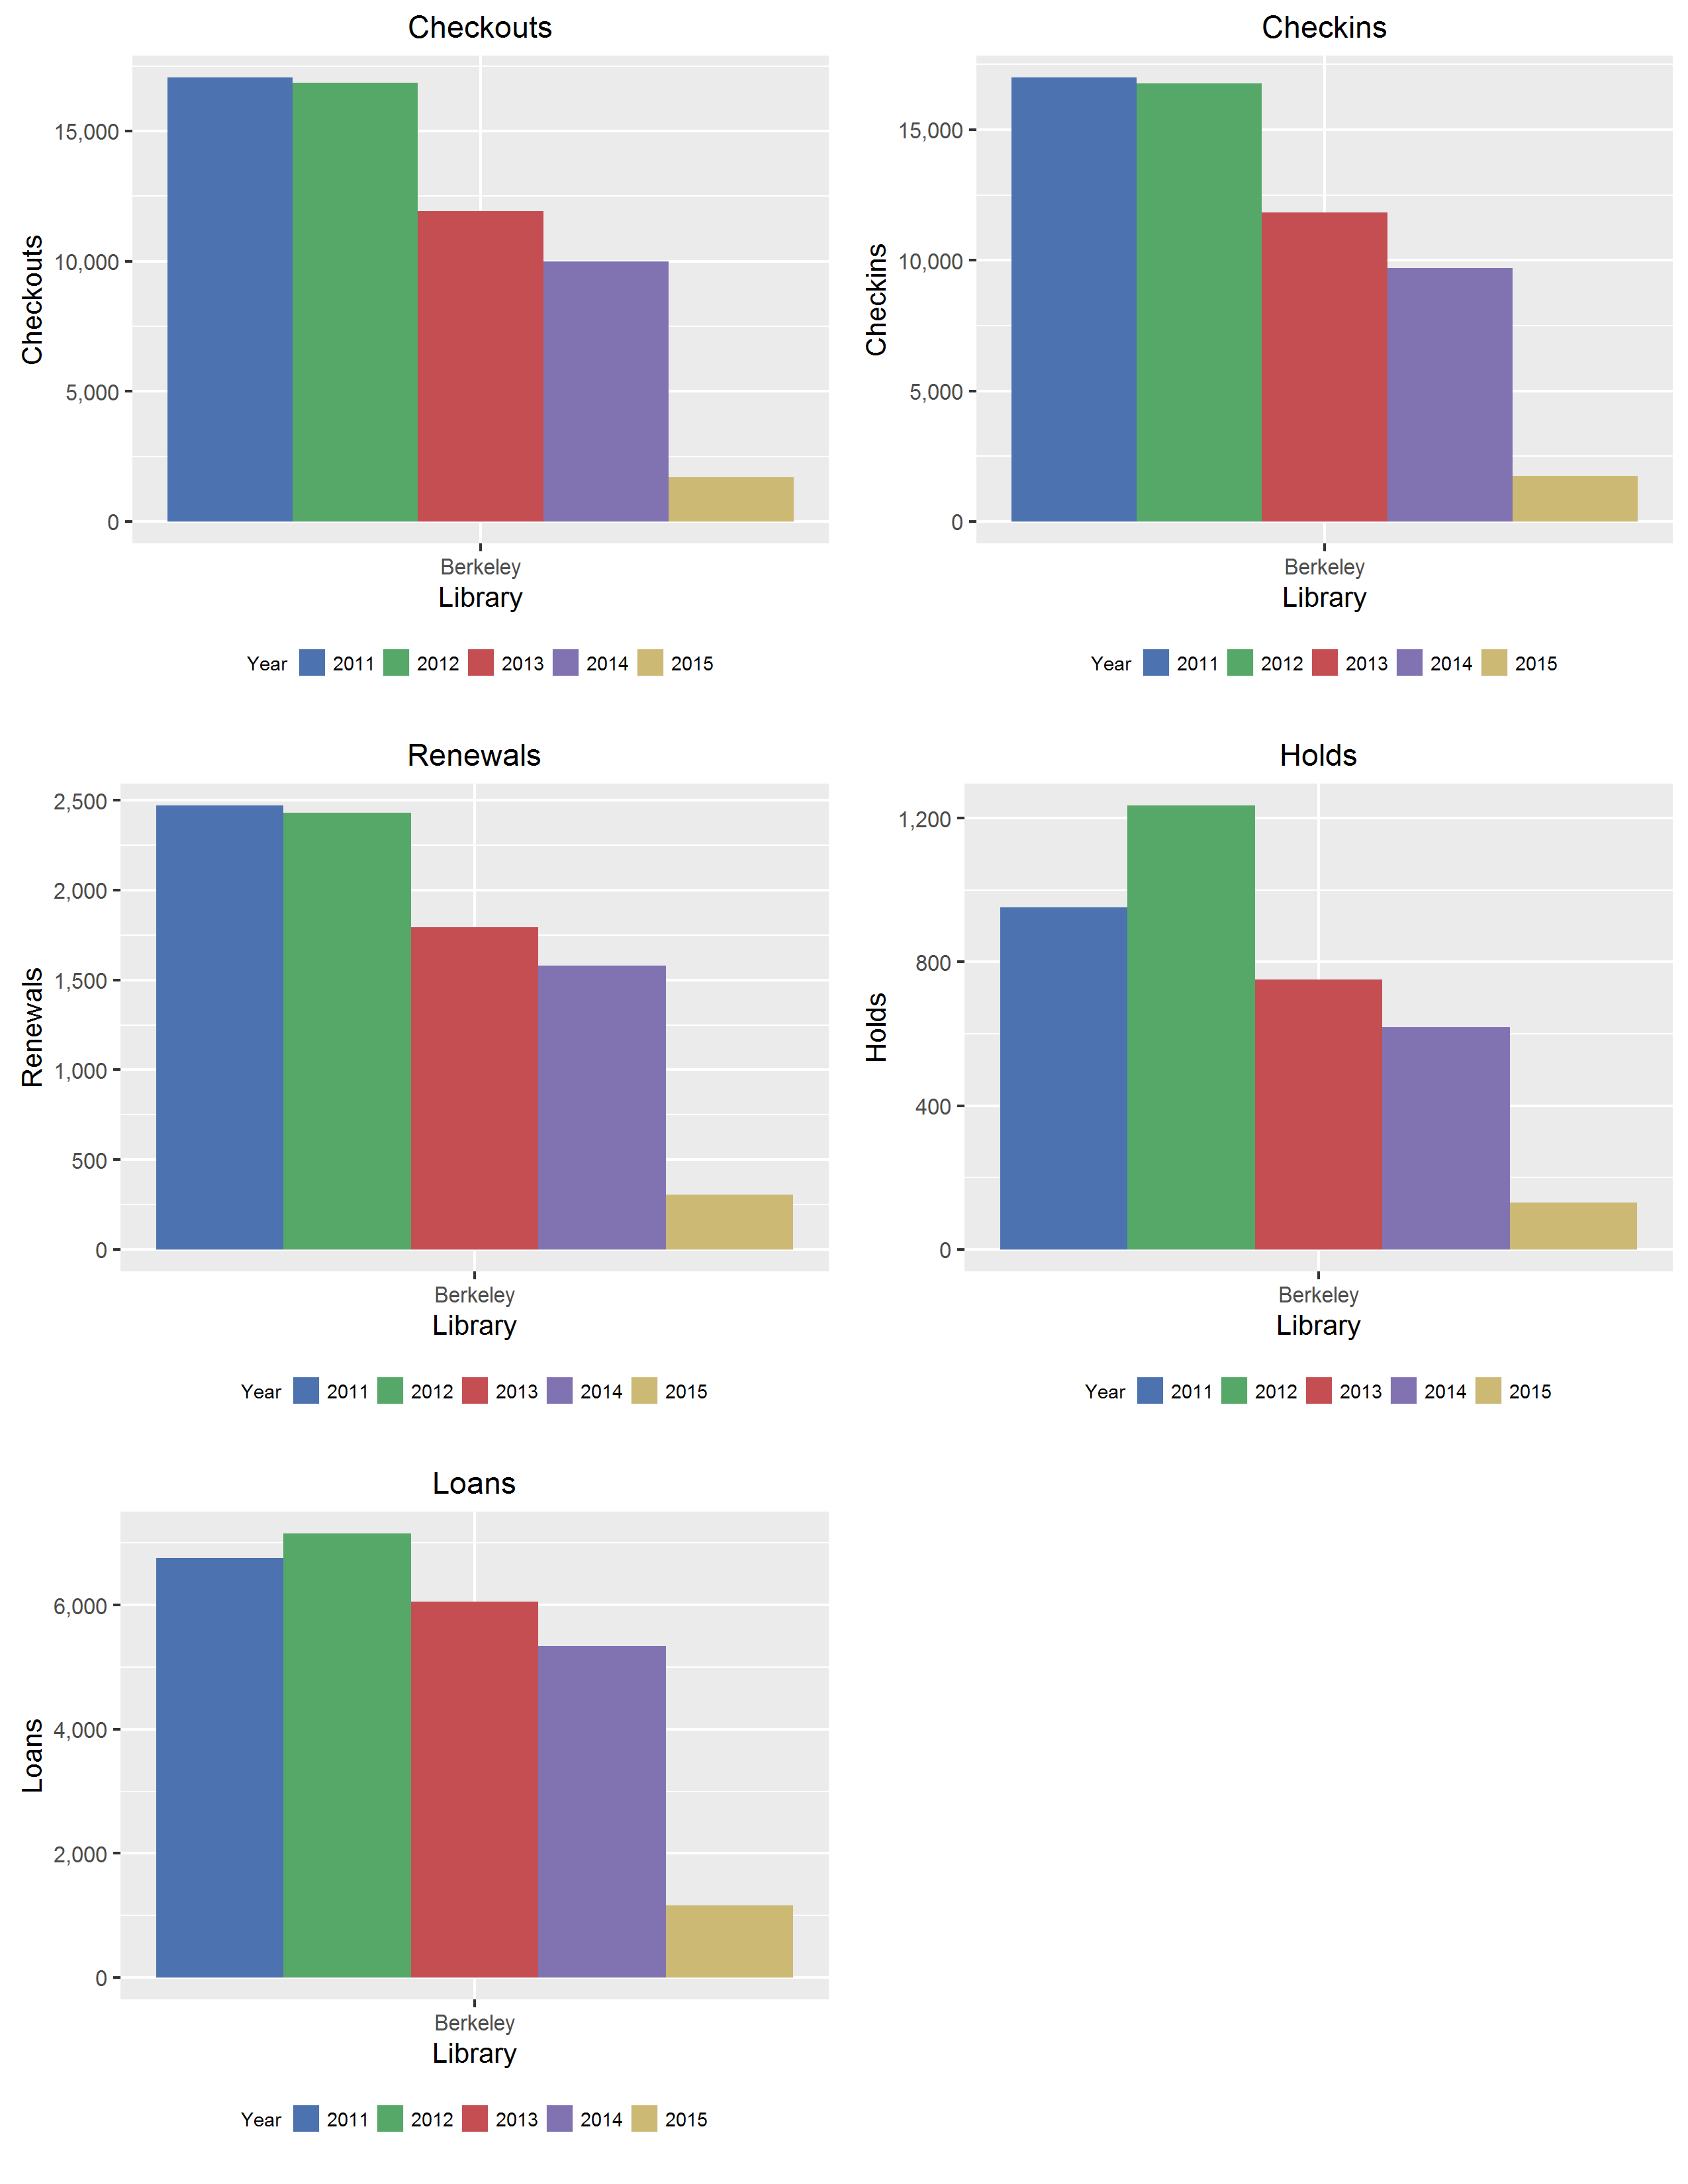 Checkouts
Checkouts
15,000
10,000
5,000
0
Berkeley
Library
Year 2011 2012 2013 2014 2015
Checkins
Checkins
15,000
10,000
5,000
0
Berkeley
Library
Year 2011 2012 2013 2014 2015
Renewals
Renewals
2,500
2,000
1,500
1,000
500
0
Berkeley
Library
Year 2011 2012 2013 2014 2015
Holds
Holds
1,200
800
400
0
Berkeley
Library
Year 2011 2012 2013 2014 2015
Loans
Loans
6,000
4,000
2,000
0
Berkeley
Library
Year 2011 2012 2013 2014 2015